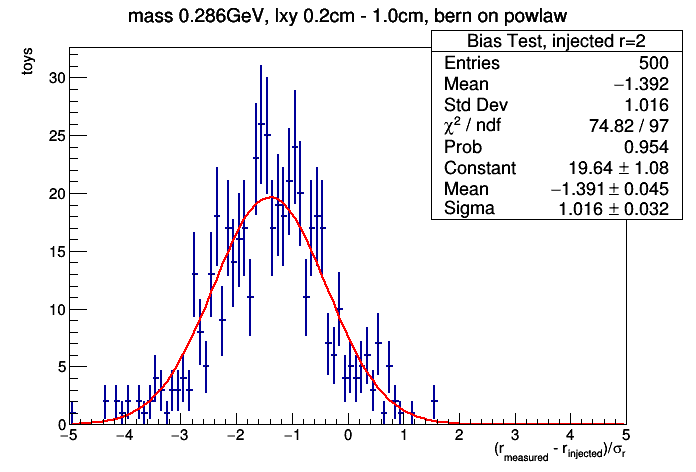 mass 0.286GeV, lxy 0.2cm - 1.0cm, bern on powlaw
toys
Bias Test, injected r=2
Entries 500
Mean −1.392
Std Dev 1.016
χ² / ndf 74.82 / 97
Prob 0.954
Constant 19.64 ± 1.08
Mean −1.391 ± 0.045
Sigma 1.016 ± 0.032
30
25
20
15
10
5
0
−5 −4 −3 −2 −1 0 1 2 3 4 5
(r_measured - r_injected)/σ_r